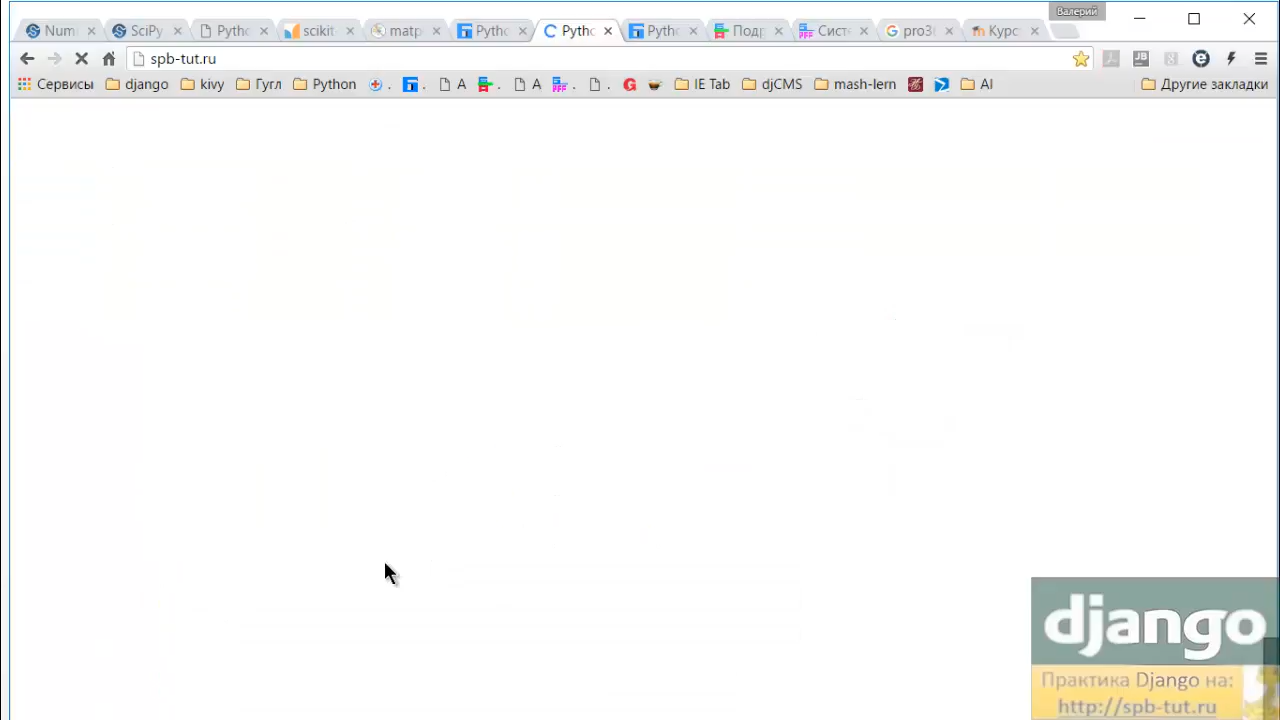 Валерий
Num SciPy Pytho scikit matp Pytho Pytho Pytho Подр Сист pro3 Курс
spb-tut.ru
Сервисы django kivy Гугл Python . . A . A . . IE Tab djCMS mash-lern AI Другие закладки
django
Практика Django на:
http://spb-tut.ru